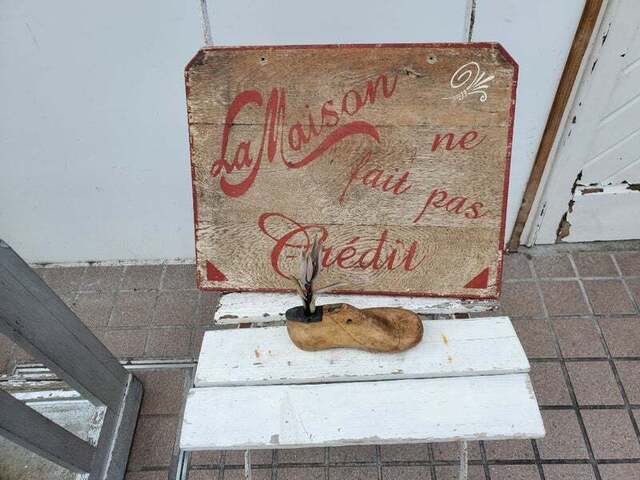 La Maison
ne
fait pas
Crédit